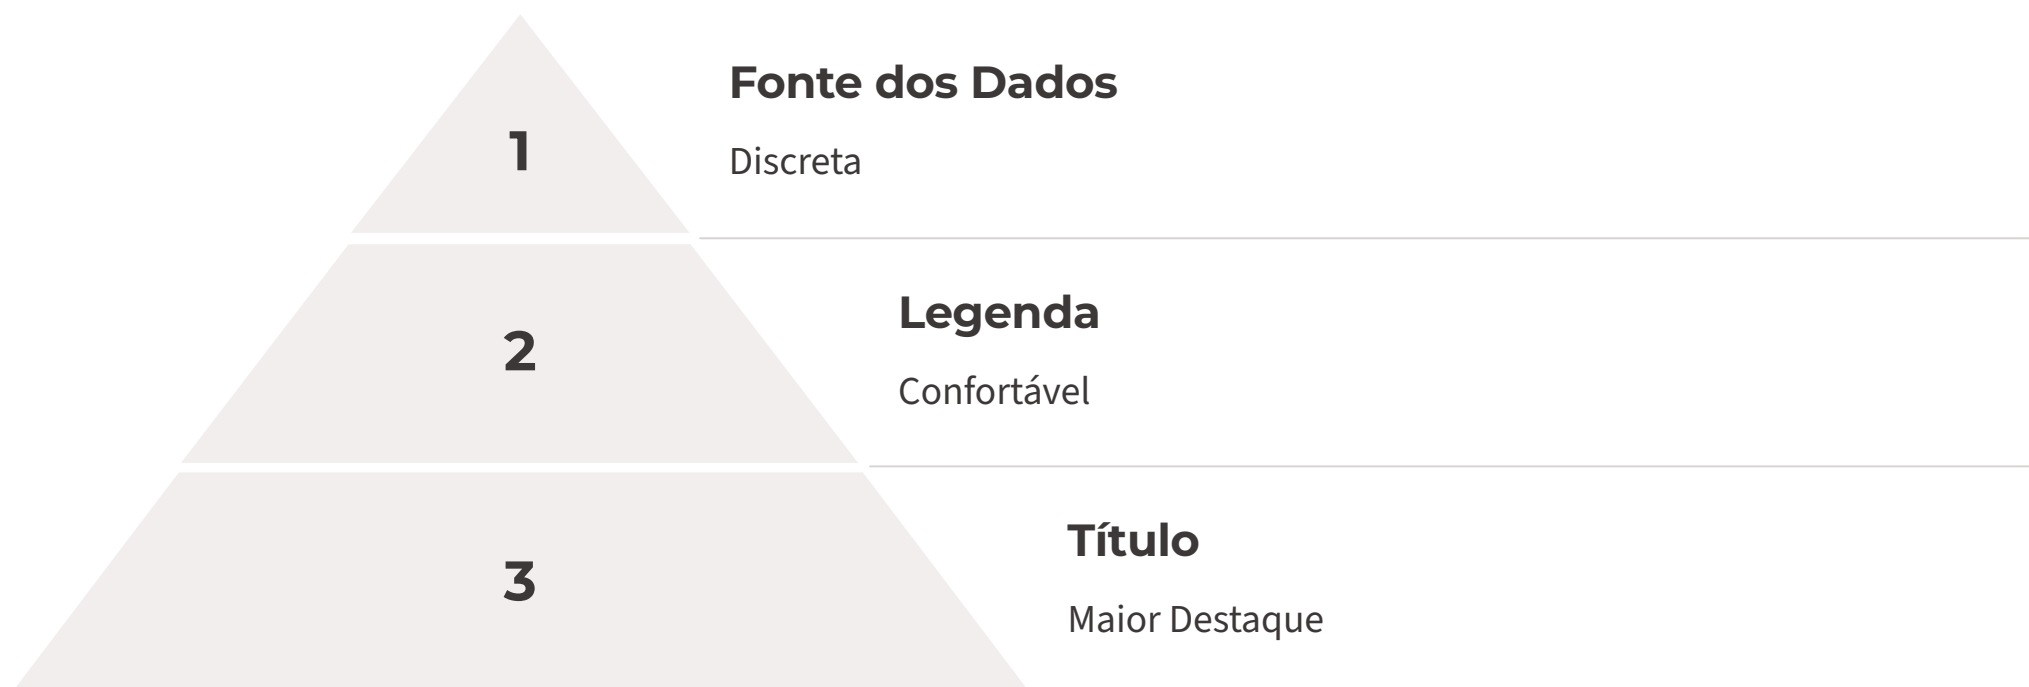 1
Fonte dos Dados
Discreta
2
Legenda
Confortável
3
Título
Maior Destaque